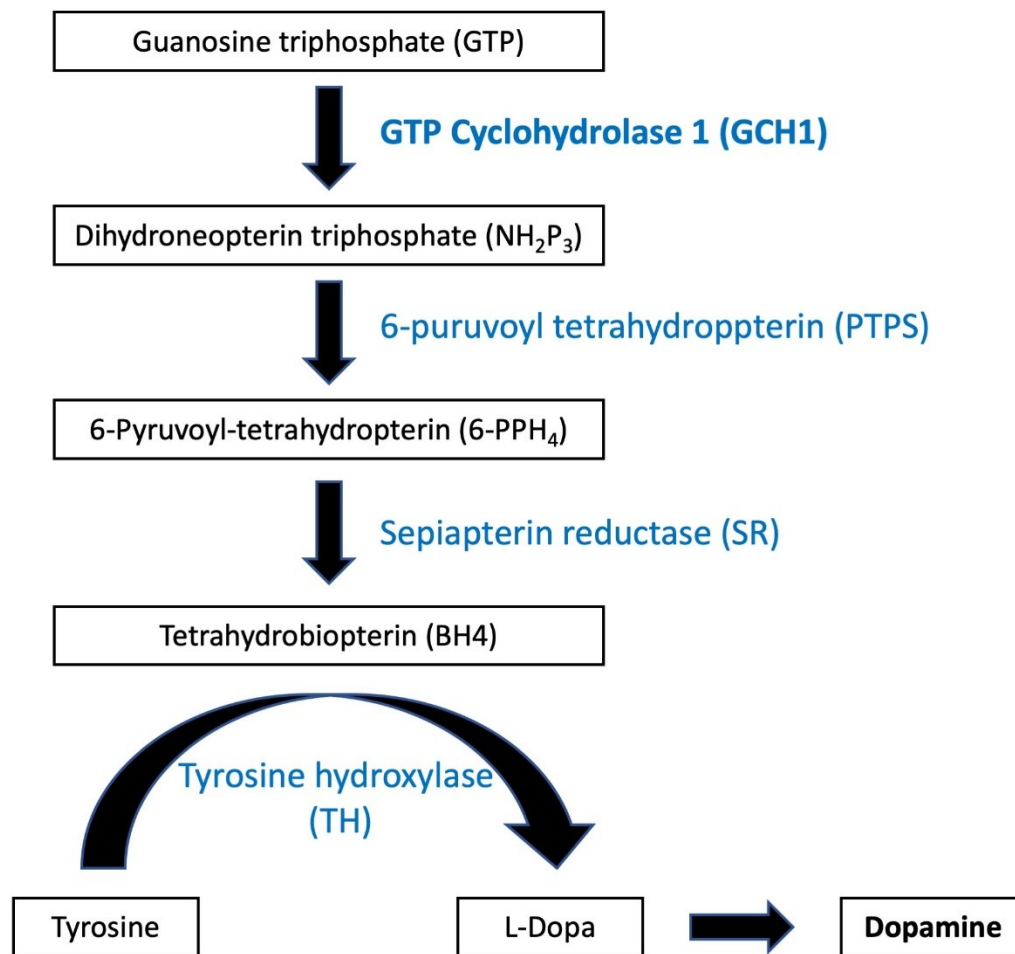 Guanosine triphosphate (GTP)
GTP Cyclohydrolase 1 (GCH1)
Dihydroneopterin triphosphate (NH₂P₃)
6-puruvoyl tetrahydroppterin (PTPS)
6-Pyruvoyl-tetrahydropterin (6-PPH₄)
Sepiapterin reductase (SR)
Tetrahydrobiopterin (BH4)
Tyrosine hydroxylase
(TH)
Tyrosine
L-Dopa
Dopamine